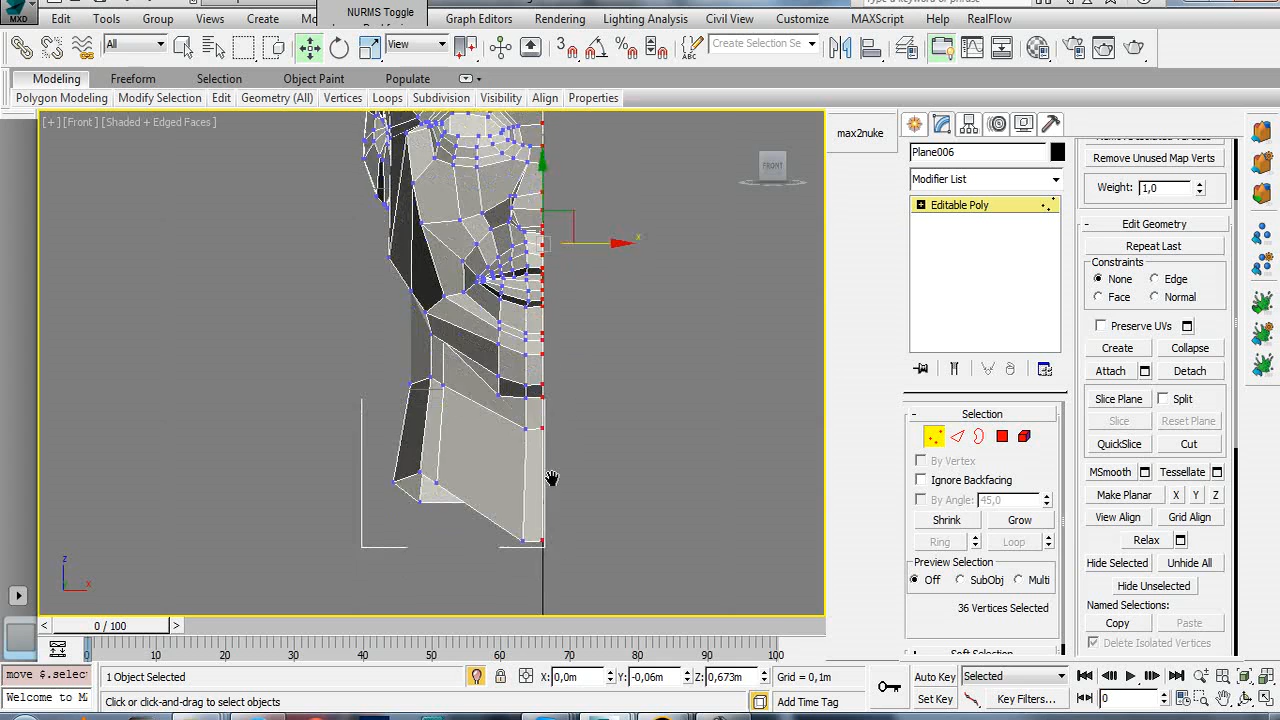 NURMS Toggle
MXD
Edit Tools Group Views Create Graph Editors Rendering Lighting Analysis Civil View Customize MAXScript Help RealFlow
All View 3 ABC Create Selection Se
Modeling Freeform Selection Object Paint Populate
Polygon Modeling Modify Selection Edit Geometry (All) Vertices Loops Subdivision Visibility Align Properties
[+] [Front] [Shaded + Edged Faces]
FRONT
x
z
x
max2nuke
Plane006
Modifier List
Editable Poly
Selection
By Vertex
Ignore Backfacing
By Angle: 45,0
Shrink Grow
Ring Loop
Preview Selection
Off SubObj Multi
36 Vertices Selected
Remove Unused Map Verts
Weight: 1,0
Edit Geometry
Repeat Last
Constraints
None Edge
Face Normal
Preserve UVs
Create Collapse
Attach Detach
Slice Plane Split
Slice Reset Plane
QuickSlice Cut
MSmooth Tessellate
Make Planar X Y Z
View Align Grid Align
Relax
Hide Selected Unhide All
Hide Unselected
Named Selections:
Copy Paste
Delete Isolated Vertices
< 0 / 100 >
0 10 20 30 40 50 60 70 80 90 100
move $.selec
Welcome to M
1 Object Selected
Click or click-and-drag to select objects
X: 0,0m Y: -0,06m Z: 0,673m Grid = 0,1m
Add Time Tag
Auto Key Selected
Set Key Key Filters...
0